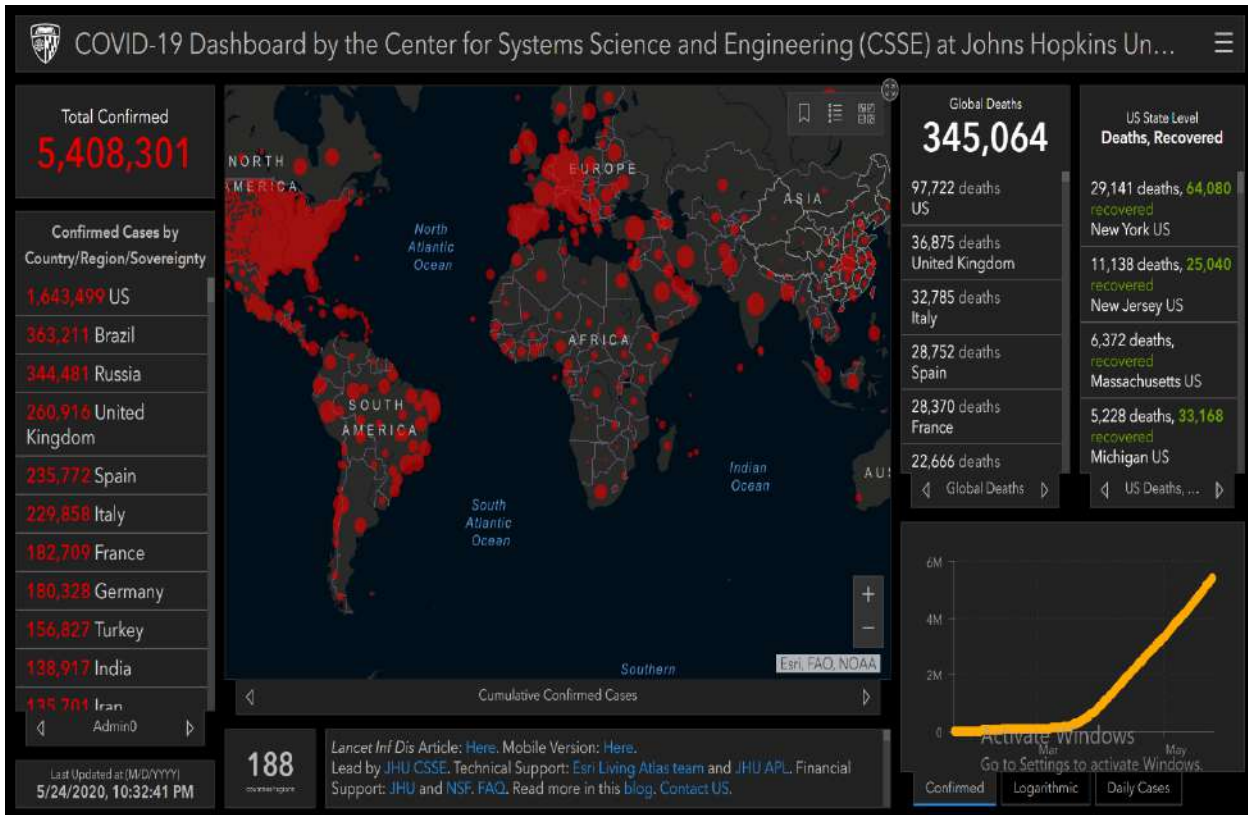 COVID-19 Dashboard by the Center for Systems Science and Engineering (CSSE) at Johns Hopkins Un...
Total Confirmed
5,408,301
Confirmed Cases by
Country/Region/Sovereignty
1,643,499 US
363,211 Brazil
344,481 Russia
260,916 United
Kingdom
235,772 Spain
229,858 Italy
182,709 France
180,328 Germany
156,827 Turkey
138,917 India
135,701 Iran
Admin0
Last Updated at (M/D/YYYY)
5/24/2020, 10:32:41 PM
NORTH
AMERICA
North
Atlantic
Ocean
EUROPE
ASIA
AFRICA
SOUTH
AMERICA
Indian
Ocean
AU
South
Atlantic
Ocean
Southern
+
−
Esri, FAO, NOAA
Cumulative Confirmed Cases
188
countries/regions
Lancet Inf Dis Article: Here. Mobile Version: Here.
Lead by JHU CSSE. Technical Support: Esri Living Atlas team and JHU APL. Financial
Support: JHU and NSF. FAQ. Read more in this blog. Contact US.
Global Deaths
345,064
97,722 deaths
US
36,875 deaths
United Kingdom
32,785 deaths
Italy
28,752 deaths
Spain
28,370 deaths
France
22,666 deaths
Global Deaths
US State Level
Deaths, Recovered
29,141 deaths, 64,080
recovered
New York US
11,138 deaths, 25,040
recovered
New Jersey US
6,372 deaths,
recovered
Massachusetts US
5,228 deaths, 33,168
recovered
Michigan US
US Deaths, ...
6M
4M
2M
0
Mar
May
Activate Windows
Go to Settings to activate Windows.
Confirmed
Logarithmic
Daily Cases